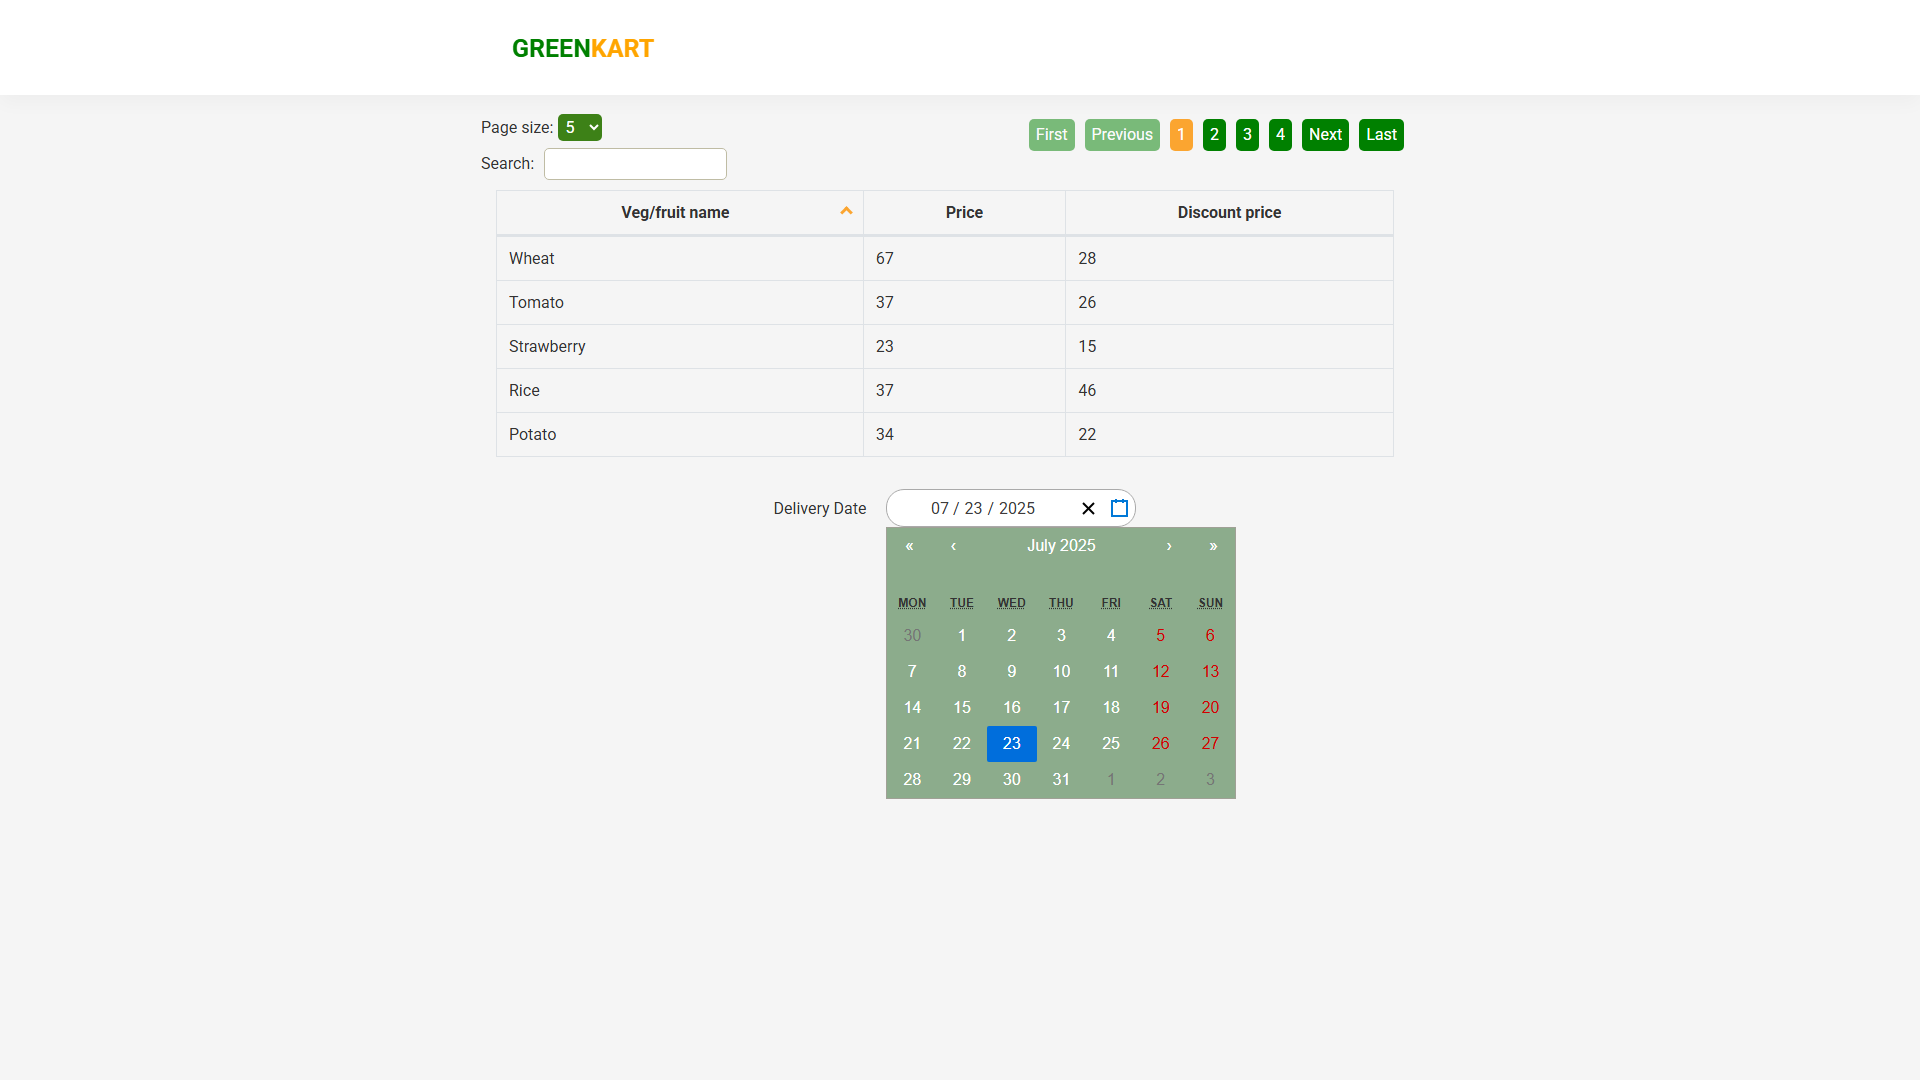 GREENKART
Page size: 5
First Previous 1 2 3 4 Next Last
Search:
Veg/fruit name Price Discount price
Wheat 67 28
Tomato 37 26
Strawberry 23 15
Rice 37 46
Potato 34 22
Delivery Date 07 / 23 / 2025
« ‹ July 2025 › »
MON TUE WED THU FRI SAT SUN
30 1 2 3 4 5 6
7 8 9 10 11 12 13
14 15 16 17 18 19 20
21 22 23 24 25 26 27
28 29 30 31 1 2 3